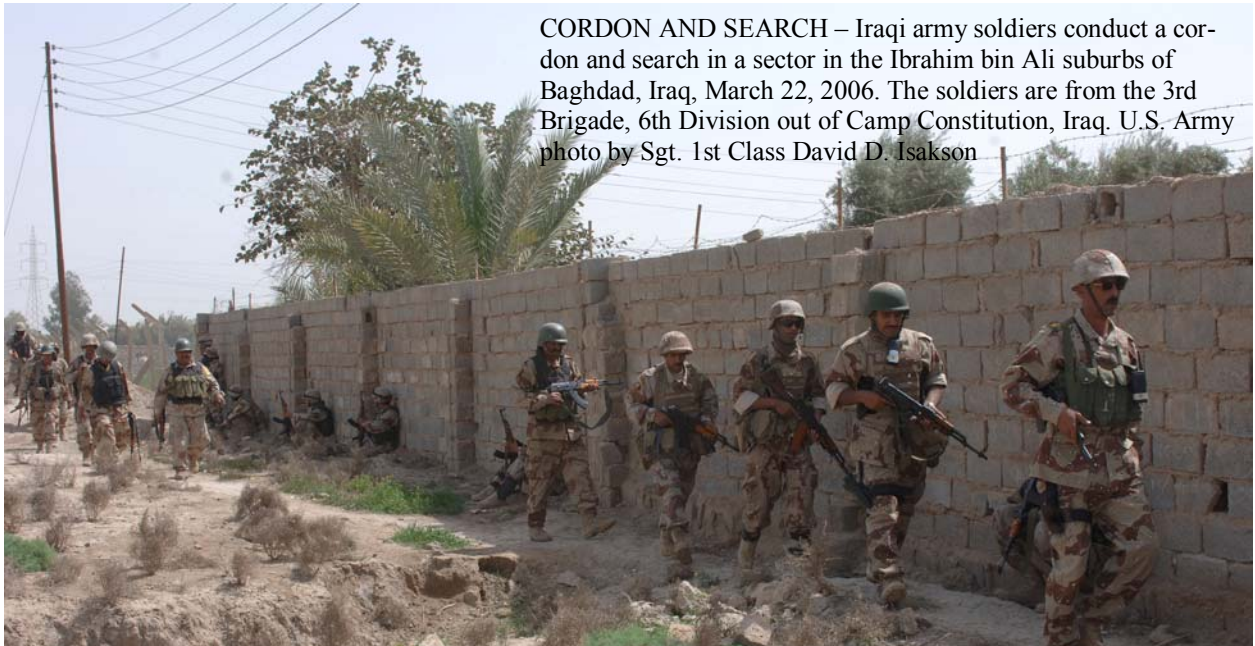 CORDON AND SEARCH – Iraqi army soldiers conduct a cor-
don and search in a sector in the Ibrahim bin Ali suburbs of
Baghdad, Iraq, March 22, 2006. The soldiers are from the 3rd
Brigade, 6th Division out of Camp Constitution, Iraq. U.S. Army
photo by Sgt. 1st Class David D. Isakson